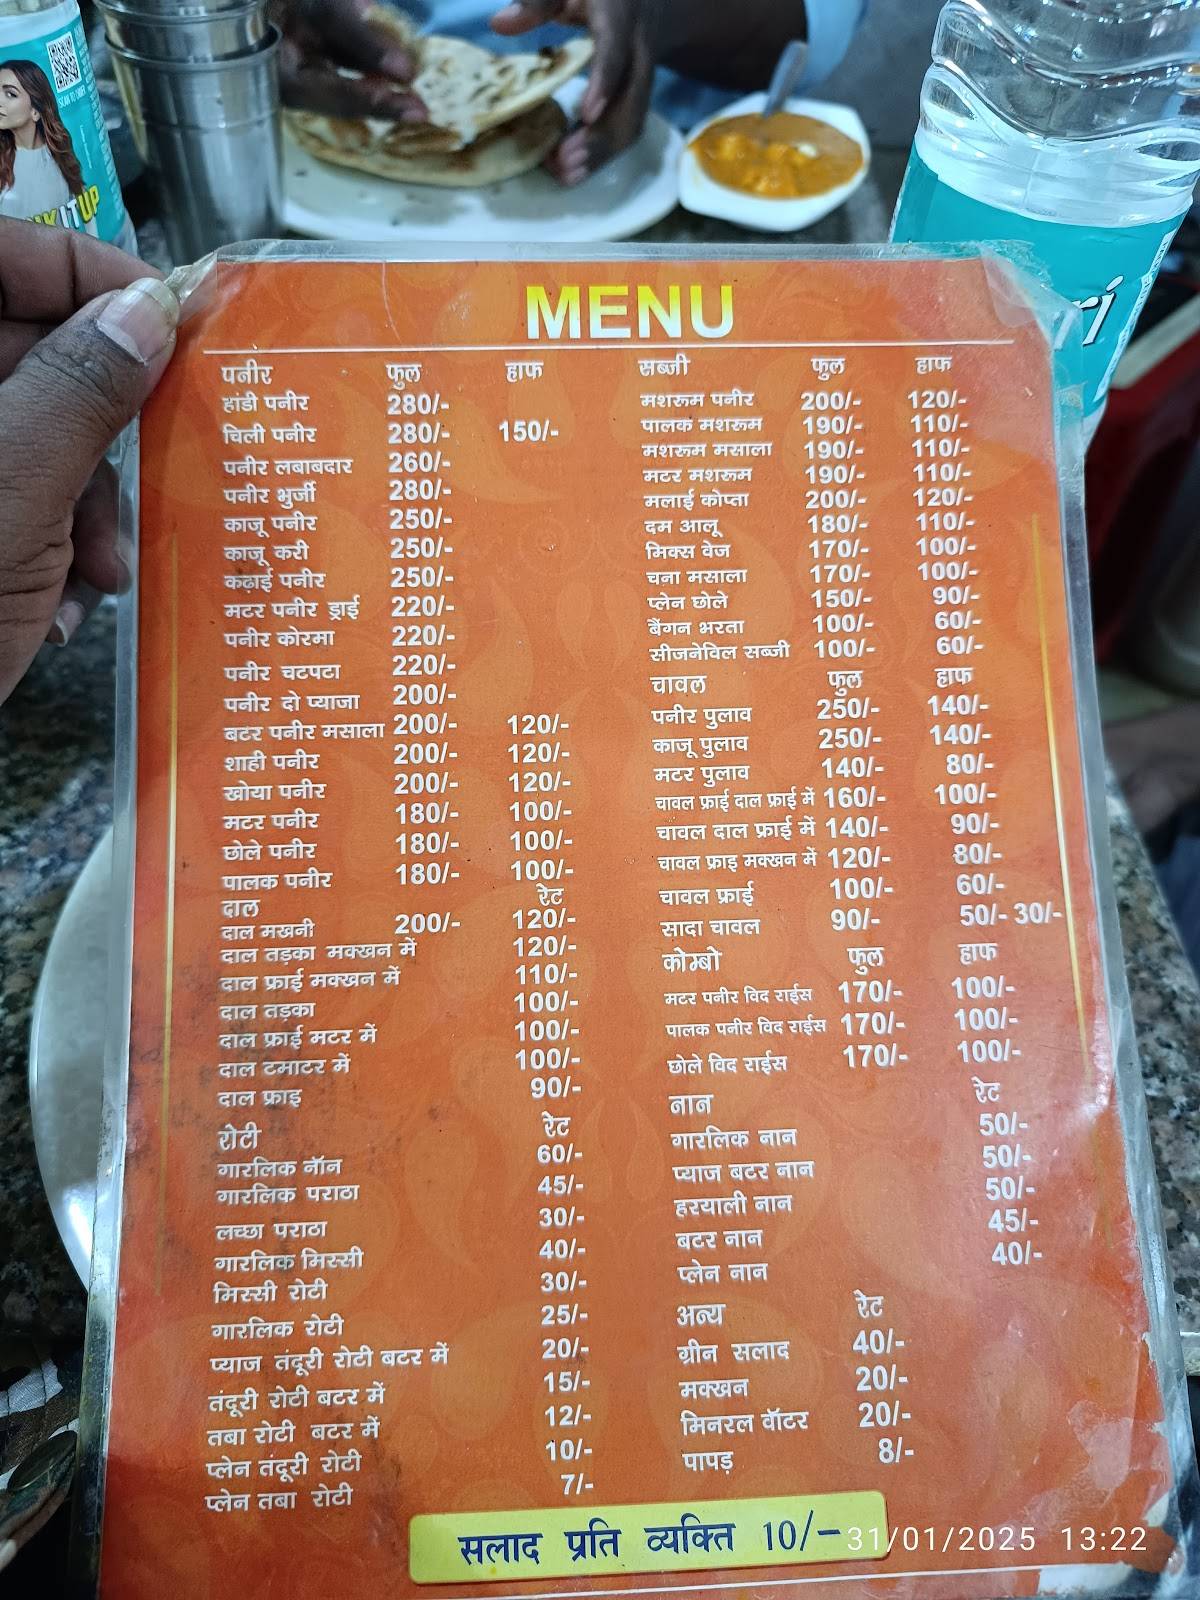 MENU
पनीर फुल हाफ
हांडी पनीर 280/-
चिली पनीर 280/- 150/-
पनीर लबाबदार 260/-
पनीर भुर्जी 280/-
काजू पनीर 250/-
काजू करी 250/-
कढ़ाई पनीर 250/-
मटर पनीर ड्राई 220/-
पनीर कोरमा 220/-
पनीर चटपटा 220/-
पनीर दो प्याजा 200/-
बटर पनीर मसाला 200/- 120/-
शाही पनीर 200/- 120/-
खोया पनीर 200/- 120/-
मटर पनीर 180/- 100/-
छोले पनीर 180/- 100/-
पालक पनीर 180/- 100/-
दाल रेट
दाल मखनी 200/- 120/-
दाल तड़का मक्खन में 120/-
दाल फ्राई मक्खन में 110/-
दाल तड़का 100/-
दाल फ्राई मटर में 100/-
दाल टमाटर में 100/-
दाल फ्राइ 90/-
रोटी रेट
गारलिक नॉन 60/-
गारलिक पराठा 45/-
लच्छा पराठा 30/-
गारलिक मिस्सी 40/-
मिस्सी रोटी 30/-
गारलिक रोटी 25/-
प्याज तंदूरी रोटी बटर में 20/-
तंदूरी रोटी बटर में 15/-
तबा रोटी बटर में 12/-
प्लेन तंदूरी रोटी 10/-
प्लेन तबा रोटी 7/-
सब्जी फुल हाफ
मशरूम पनीर 200/- 120/-
पालक मशरूम 190/- 110/-
मशरूम मसाला 190/- 110/-
मटर मशरूम 190/- 110/-
मलाई कोप्ता 200/- 120/-
दम आलू 180/- 110/-
मिक्स वेज 170/- 100/-
चना मसाला 170/- 100/-
प्लेन छोले 150/- 90/-
बैंगन भरता 100/- 60/-
सीजनेविल सब्जी 100/- 60/-
चावल फुल हाफ
पनीर पुलाव 250/- 140/-
काजू पुलाव 250/- 140/-
मटर पुलाव 140/- 80/-
चावल फ्राई दाल फ्राई में 160/- 100/-
चावल दाल फ्राई में 140/- 90/-
चावल फ्राइ मक्खन में 120/- 80/-
चावल फ्राई 100/- 60/-
सादा चावल 90/- 50/- 30/-
कोम्बो फुल हाफ
मटर पनीर विद राईस 170/- 100/-
पालक पनीर विद राईस 170/- 100/-
छोले विद राईस 170/- 100/-
नान रेट
गारलिक नान 50/-
प्याज बटर नान 50/-
हरयाली नान 50/-
बटर नान 45/-
प्लेन नान 40/-
अन्य रेट
ग्रीन सलाद 40/-
मक्खन 20/-
मिनरल वॉटर 20/-
पापड़ 8/-
सलाद प्रति व्यक्ति 10/-
31/01/2025 13:22
IT UP